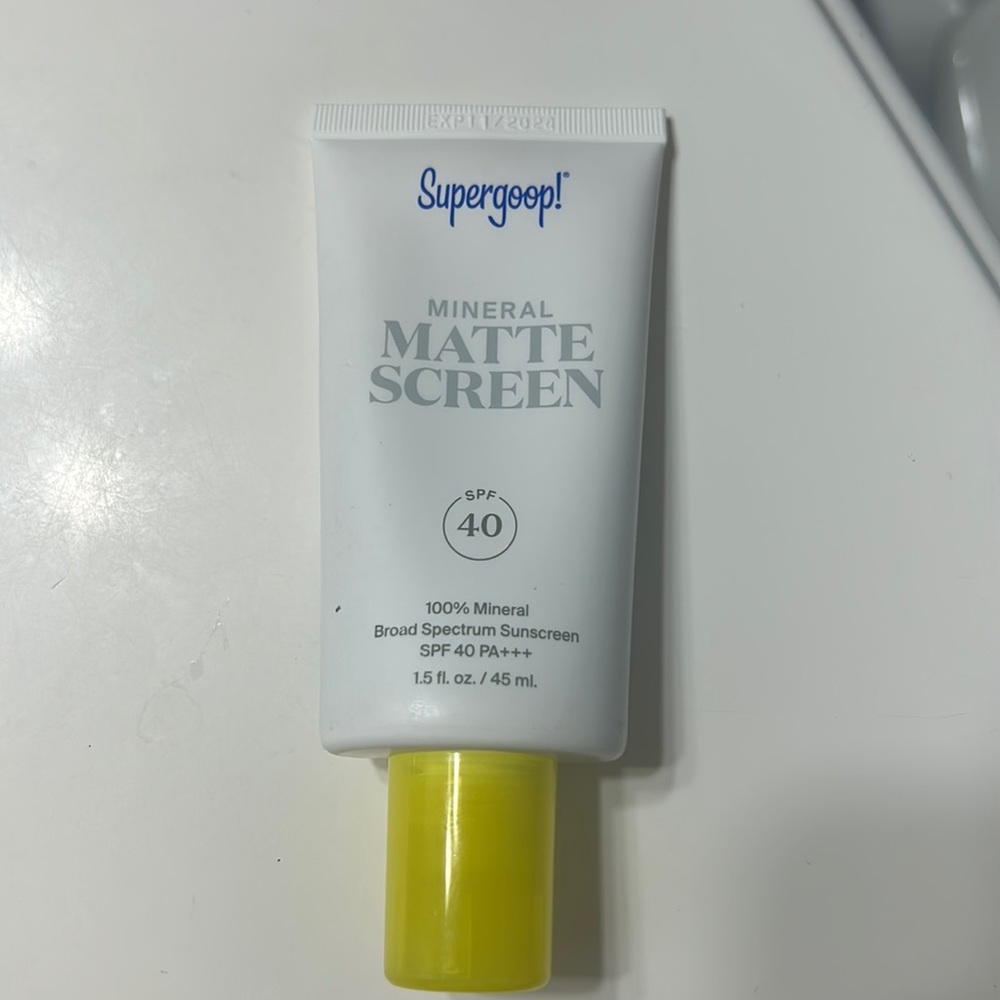 EXP11/2024
Supergoop!®
MINERAL
MATTE
SCREEN
SPF
40
100% Mineral
Broad Spectrum Sunscreen
SPF 40 PA+++
1.5 fl. oz. / 45 ml.